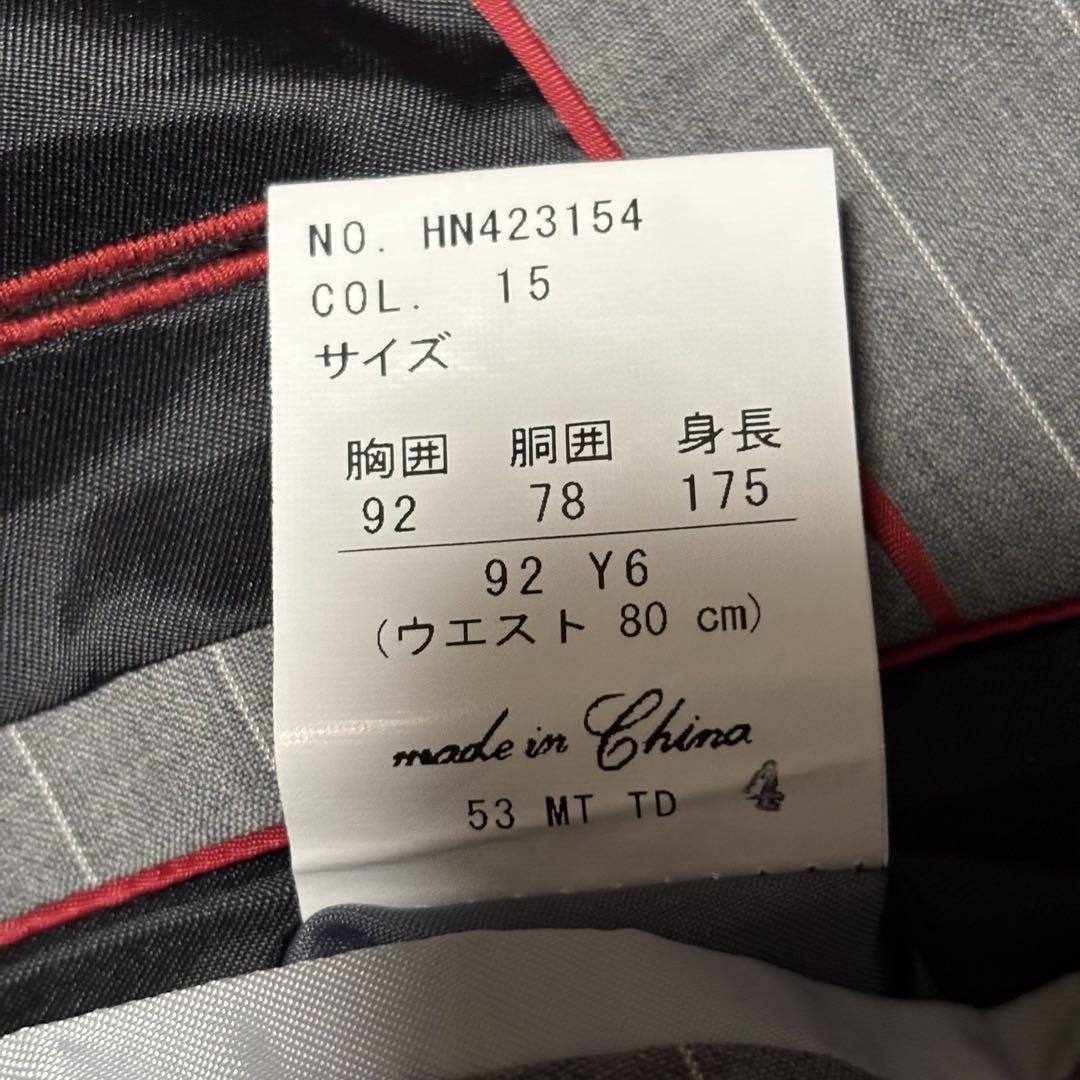 NO. HN423154
COL. 15
サイズ
胸囲 胴囲 身長
92 78 175
92 Y6
(ウエスト 80 cm)
made in China
53 MT TD 4